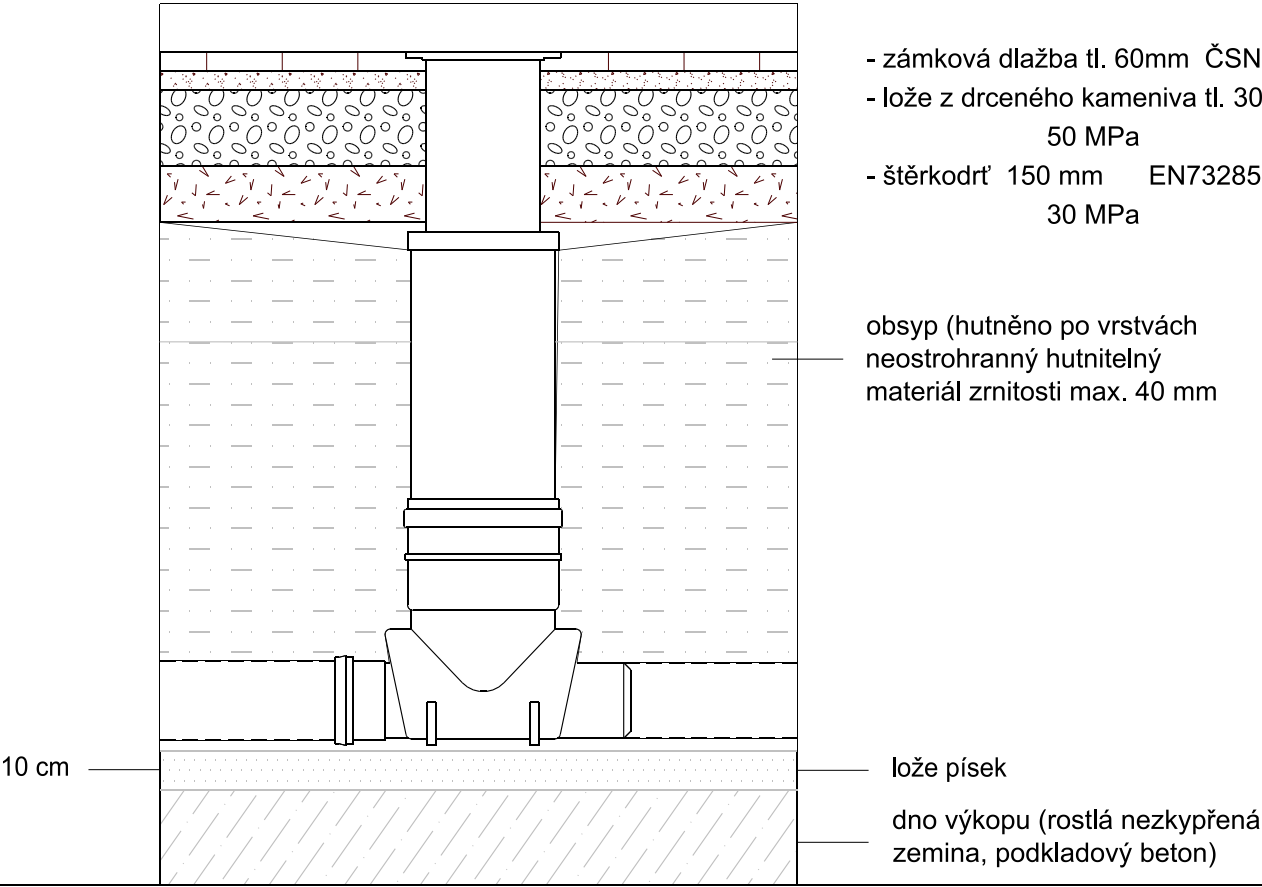 - zámková dlažba tl. 60mm ČSN
- lože z drceného kameniva tl. 30
50 MPa
- štěrkodrť 150 mm EN73285
30 MPa
obsyp (hutněno po vrstvách
neostrohranný hutnitelný
materiál zrnitosti max. 40 mm
10 cm
lože písek
dno výkopu (rostlá nezkypřená
zemina, podkladový beton)